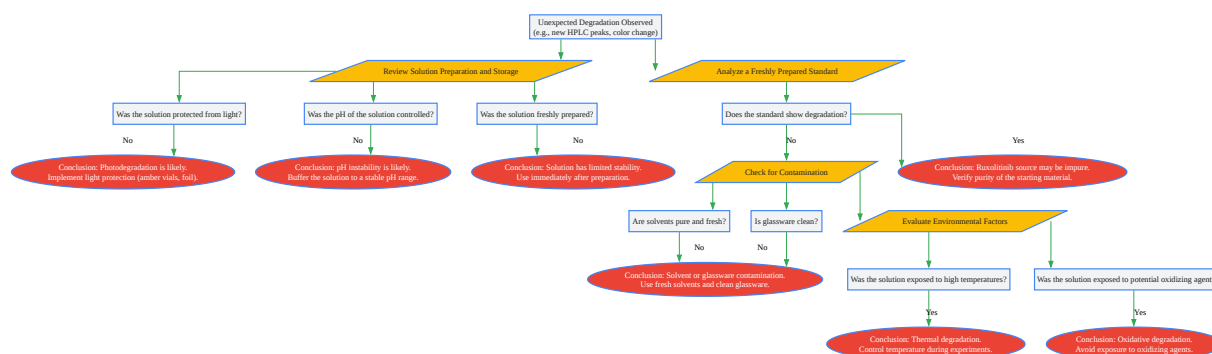 Unexpected Degradation Observed
(e.g., new HPLC peaks, color change)
Review Solution Preparation and Storage
Analyze a Freshly Prepared Standard
Was the solution protected from light?
Was the pH of the solution controlled?
Was the solution freshly prepared?
Does the standard show degradation?
No
No
No
No
Yes
Conclusion: Photodegradation is likely.
Implement light protection (amber vials, foil).
Conclusion: pH instability is likely.
Buffer the solution to a stable pH range.
Conclusion: Solution has limited stability.
Use immediately after preparation.
Check for Contamination
Conclusion: Ruxolitinib source may be impure.
Verify purity of the starting material.
Are solvents pure and fresh?
Is glassware clean?
Evaluate Environmental Factors
No
No
Conclusion: Solvent or glassware contamination.
Use fresh solvents and clean glassware.
Was the solution exposed to high temperatures?
Was the solution exposed to potential oxidizing agent
Yes
Yes
Conclusion: Thermal degradation.
Control temperature during experiments.
Conclusion: Oxidative degradation.
Avoid exposure to oxidizing agents.